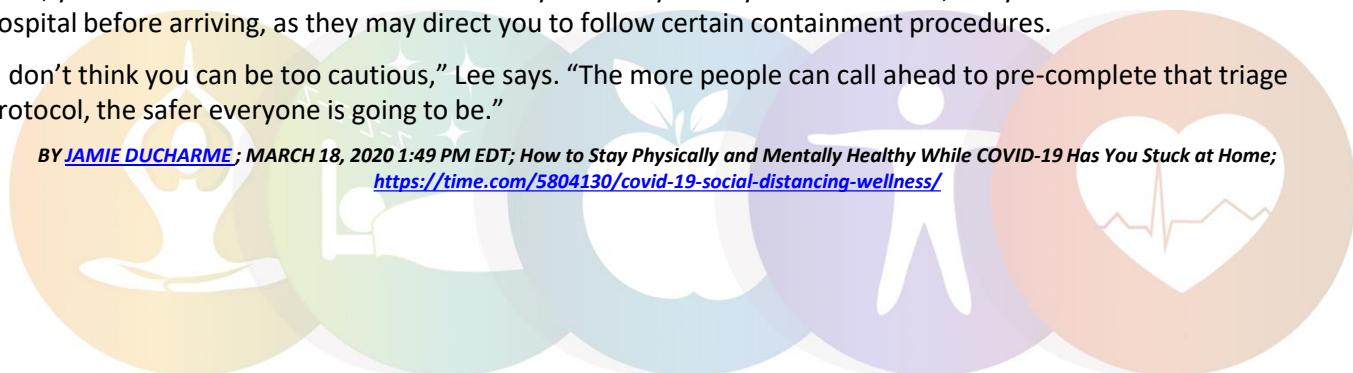 hospital before arriving, as they may direct you to follow certain containment procedures.
I don’t think you can be too cautious,” Lee says. “The more people can call ahead to pre-complete that triage
protocol, the safer everyone is going to be.”
BY JAMIE DUCHARME ; MARCH 18, 2020 1:49 PM EDT; How to Stay Physically and Mentally Healthy While COVID-19 Has You Stuck at Home;
https://time.com/5804130/covid-19-social-distancing-wellness/